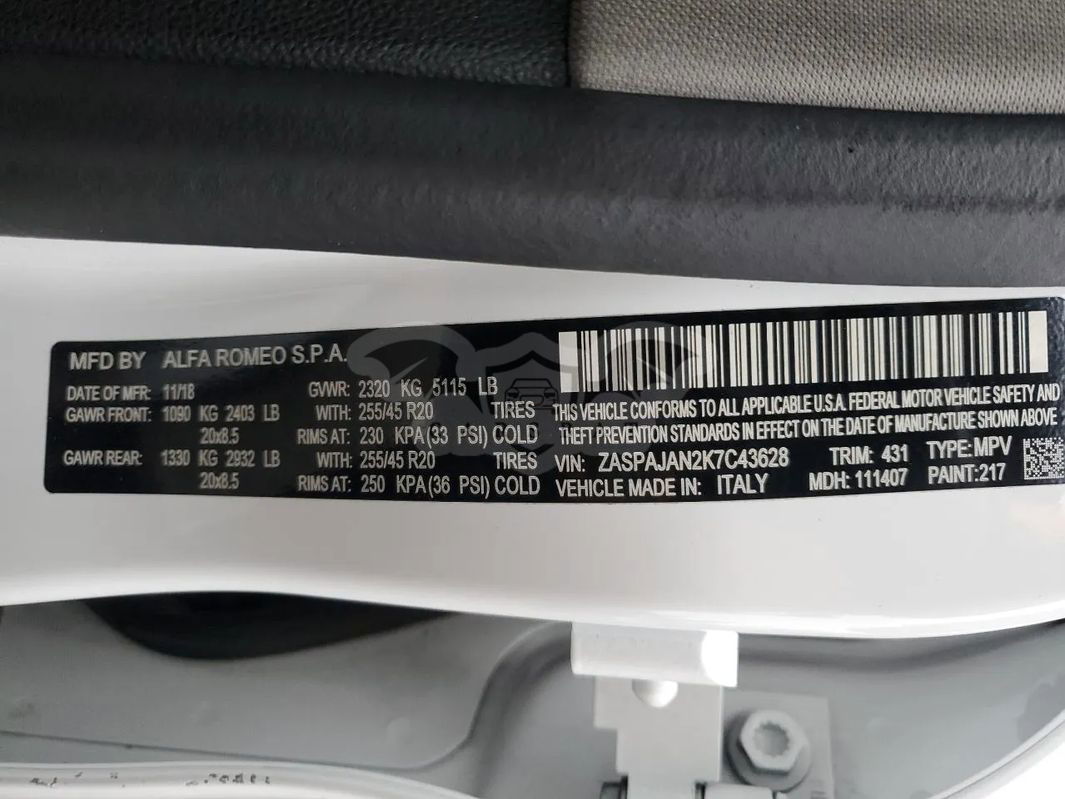 MFD BY ALFA ROMEO S.P.A.
DATE OF MFR: 11/18 GVWR: 2320 KG 5115 LB
GAWR FRONT: 1090 KG 2403 LB WITH: 255/45 R20 TIRES
20x8.5 RIMS AT: 230 KPA (33 PSI) COLD
GAWR REAR: 1330 KG 2932 LB WITH: 255/45 R20 TIRES
20x8.5 RIMS AT: 250 KPA (36 PSI) COLD
THIS VEHICLE CONFORMS TO ALL APPLICABLE U.S.A. FEDERAL MOTOR VEHICLE SAFETY AND
THEFT PREVENTION STANDARDS IN EFFECT ON THE DATE OF MANUFACTURE SHOWN ABOVE
VIN: ZASPAJAN2K7C43628 TRIM: 431 TYPE: MPV
VEHICLE MADE IN: ITALY MDH: 111407 PAINT: 217